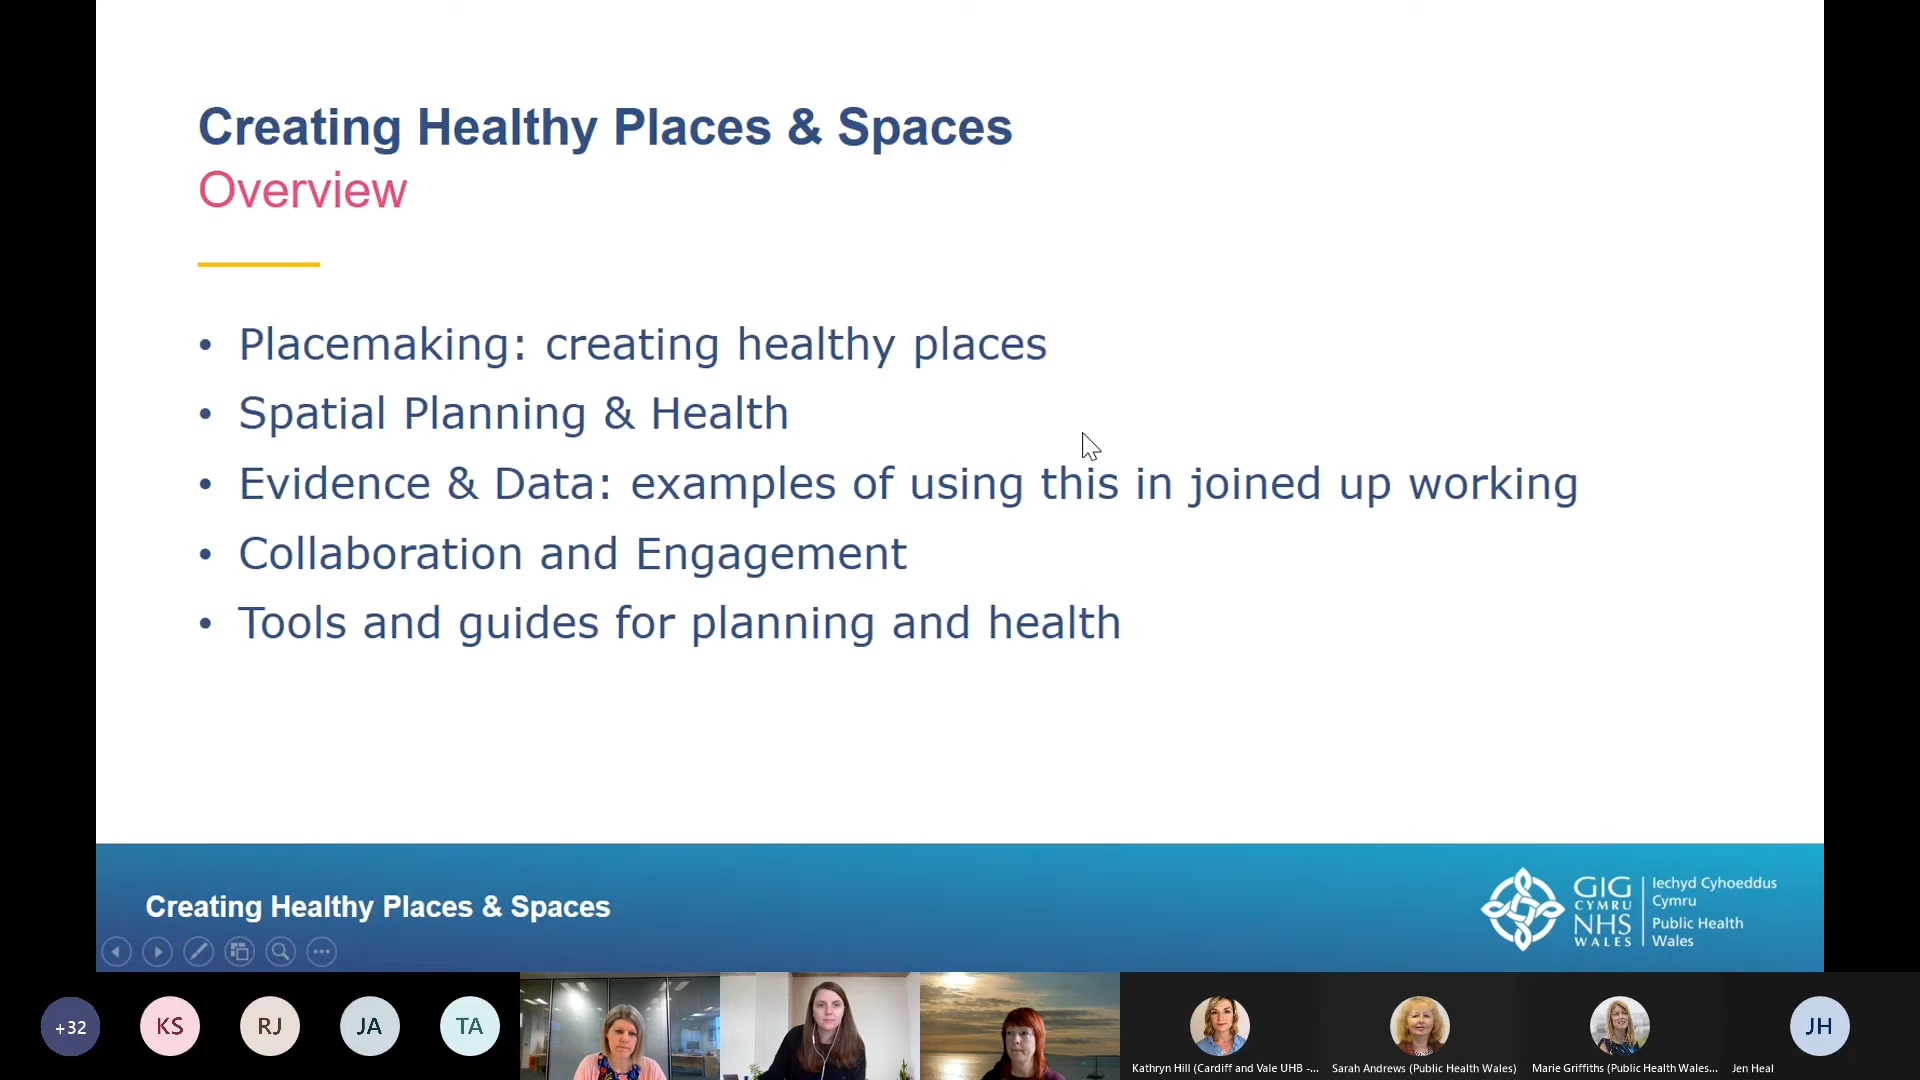 Creating Healthy Places & Spaces
Overview
• Placemaking: creating healthy places
• Spatial Planning & Health
• Evidence & Data: examples of using this in joined up working
• Collaboration and Engagement
• Tools and guides for planning and health
Creating Healthy Places & Spaces
GIG
CYMRU
NHS
WALES
Iechyd Cyhoeddus
Cymru
Public Health
Wales
+32
KS
RJ
JA
TA
JH
Kathryn Hill (Cardiff and Vale UHB -...
Sarah Andrews (Public Health Wales)
Marie Griffiths (Public Health Wales...
Jen Heal